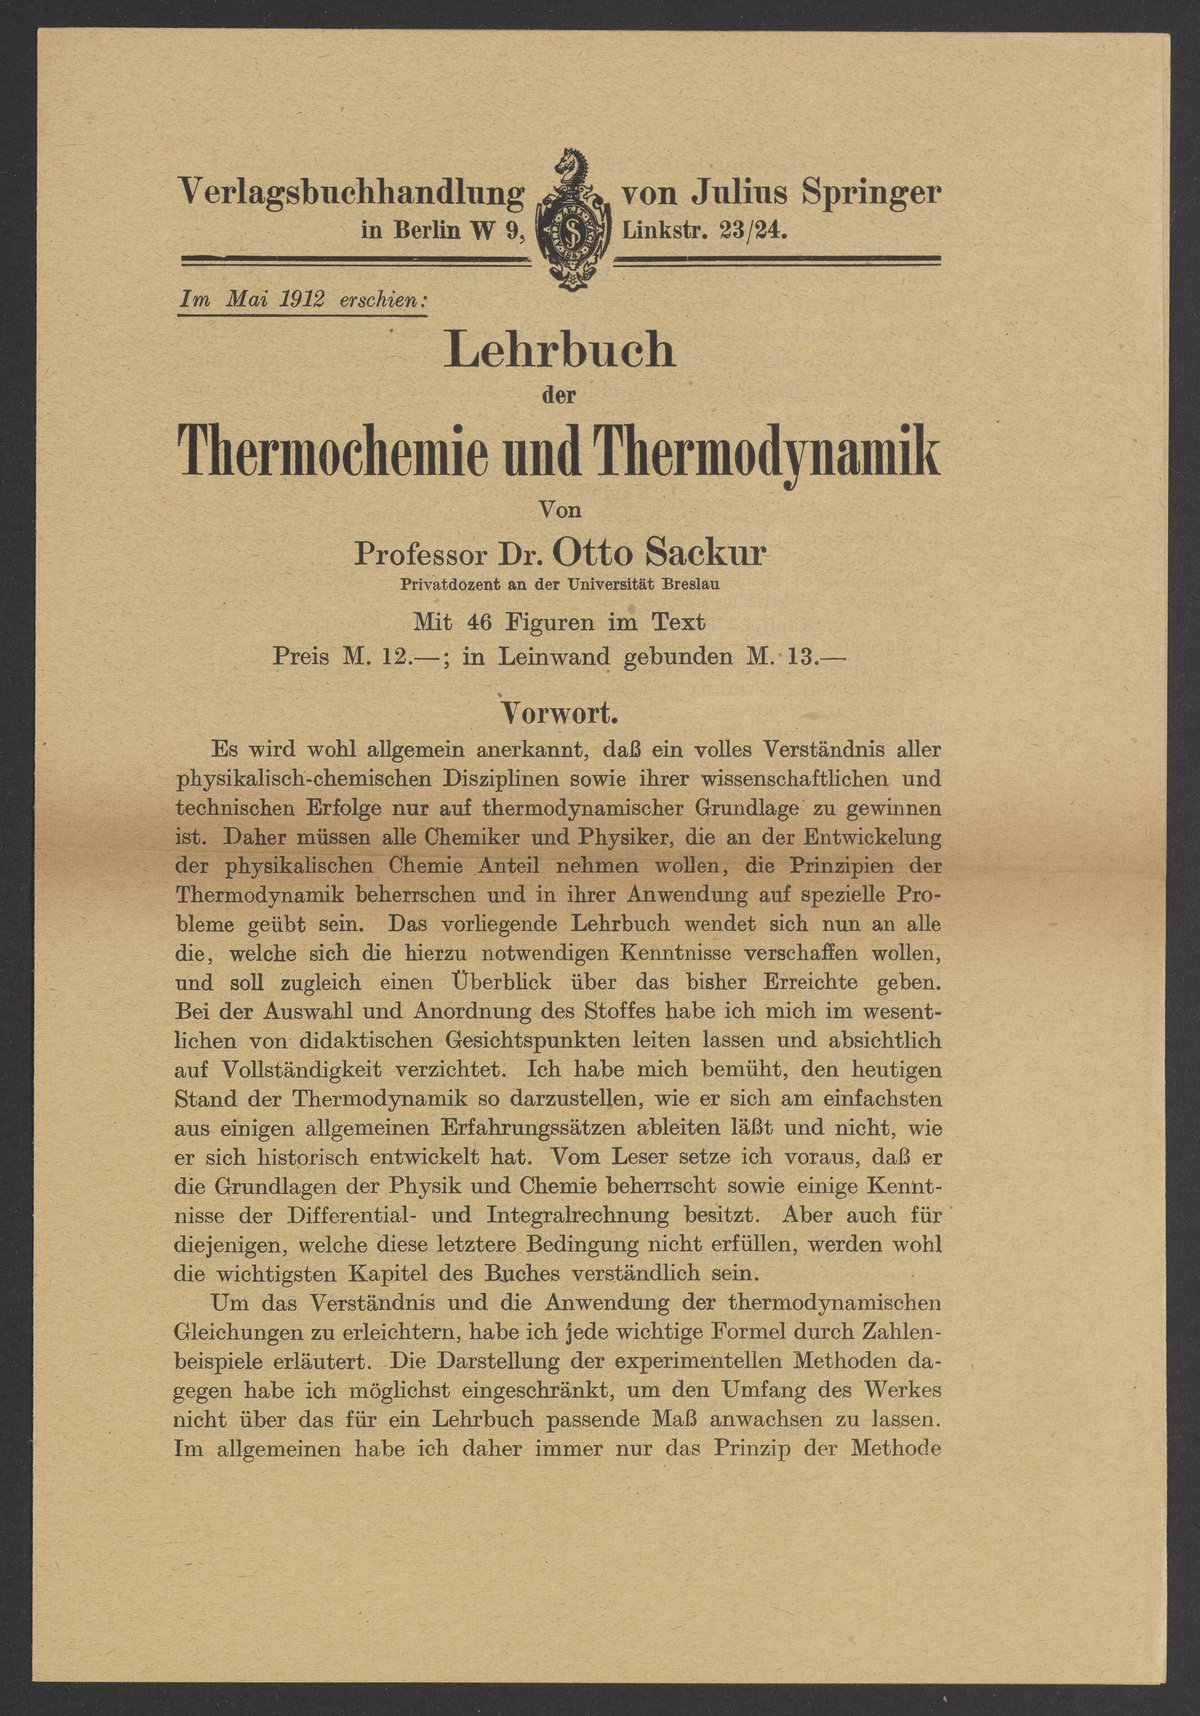 Verlagsbuchhandlung von Julius Springer
in Berlin W 9, Linkstr. 23/24.
Im Mai 1912 erschien:
Lehrbuch
der
Thermochemie und Thermodynamik
Von
Professor Dr. Otto Sackur
Privatdozent an der Universität Breslau
Mit 46 Figuren im Text
Preis M. 12.—; in Leinwand gebunden M. 13.—
Vorwort.
Es wird wohl allgemein anerkannt, daß ein volles Verständnis aller
physikalisch-chemischen Disziplinen sowie ihrer wissenschaftlichen und
technischen Erfolge nur auf thermodynamischer Grundlage zu gewinnen
ist. Daher müssen alle Chemiker und Physiker, die an der Entwickelung
der physikalischen Chemie Anteil nehmen wollen, die Prinzipien der
Thermodynamik beherrschen und in ihrer Anwendung auf spezielle Pro-
bleme geübt sein. Das vorliegende Lehrbuch wendet sich nun an alle
die, welche sich die hierzu notwendigen Kenntnisse verschaffen wollen,
und soll zugleich einen Überblick über das bisher Erreichte geben.
Bei der Auswahl und Anordnung des Stoffes habe ich mich im wesent-
lichen von didaktischen Gesichtspunkten leiten lassen und absichtlich
auf Vollständigkeit verzichtet. Ich habe mich bemüht, den heutigen
Stand der Thermodynamik so darzustellen, wie er sich am einfachsten
aus einigen allgemeinen Erfahrungssätzen ableiten läßt und nicht, wie
er sich historisch entwickelt hat. Vom Leser setze ich voraus, daß er
die Grundlagen der Physik und Chemie beherrscht sowie einige Kennt-
nisse der Differential- und Integralrechnung besitzt. Aber auch für
diejenigen, welche diese letztere Bedingung nicht erfüllen, werden wohl
die wichtigsten Kapitel des Buches verständlich sein.
Um das Verständnis und die Anwendung der thermodynamischen
Gleichungen zu erleichtern, habe ich jede wichtige Formel durch Zahlen-
beispiele erläutert. Die Darstellung der experimentellen Methoden da-
gegen habe ich möglichst eingeschränkt, um den Umfang des Werkes
nicht über das für ein Lehrbuch passende Maß anwachsen zu lassen.
Im allgemeinen habe ich daher immer nur das Prinzip der Methode